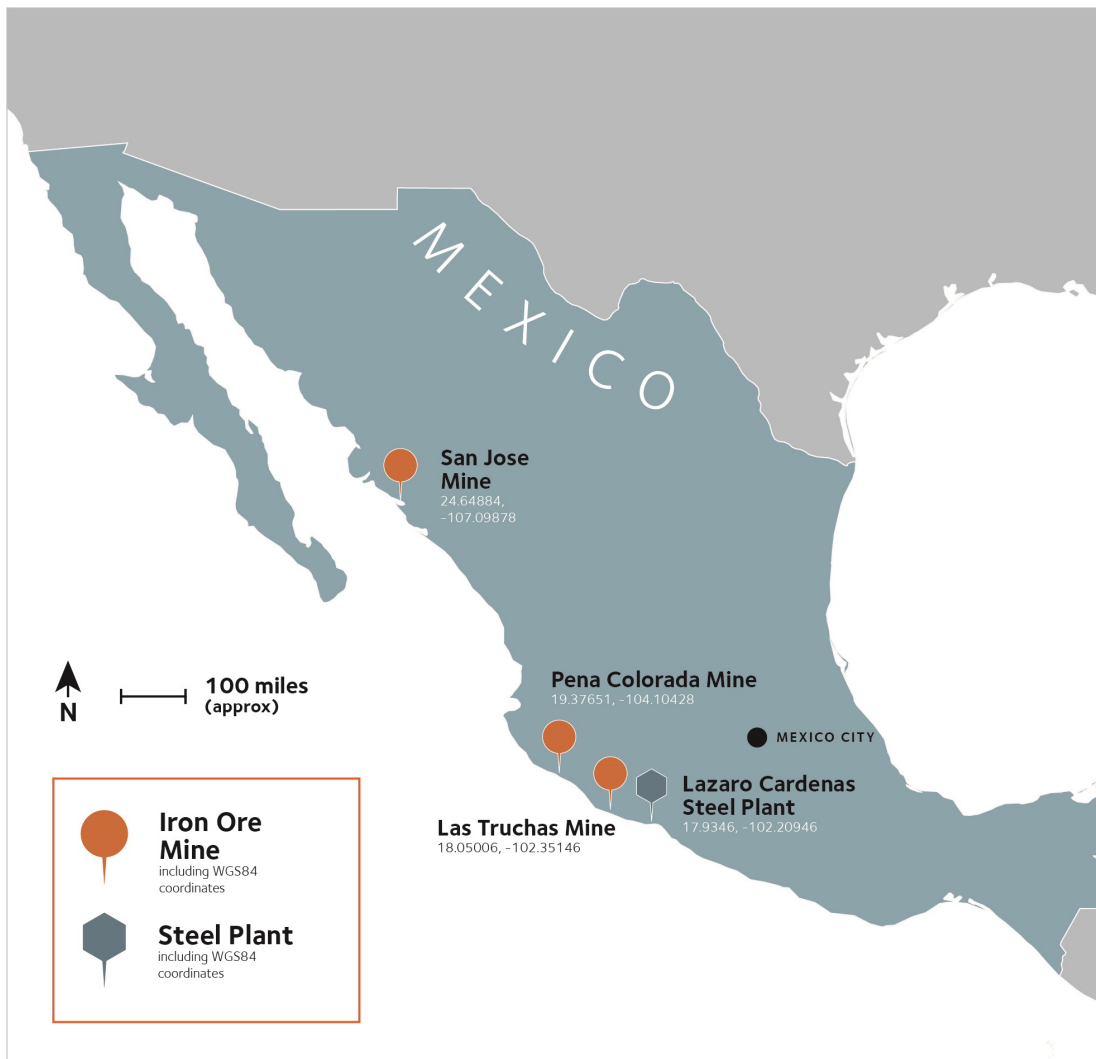 MEXICO
San Jose
Mine
24.64884,
-107.09878
Pena Colorada Mine
19.37651, -104.10428
MEXICO CITY
Lazaro Cardenas
Steel Plant
17.9346, -102.20946
Las Truchas Mine
18.05006, -102.35146
N
100 miles
(approx)
Iron Ore
Mine
including WGS84
coordinates
Steel Plant
including WGS84
coordinates